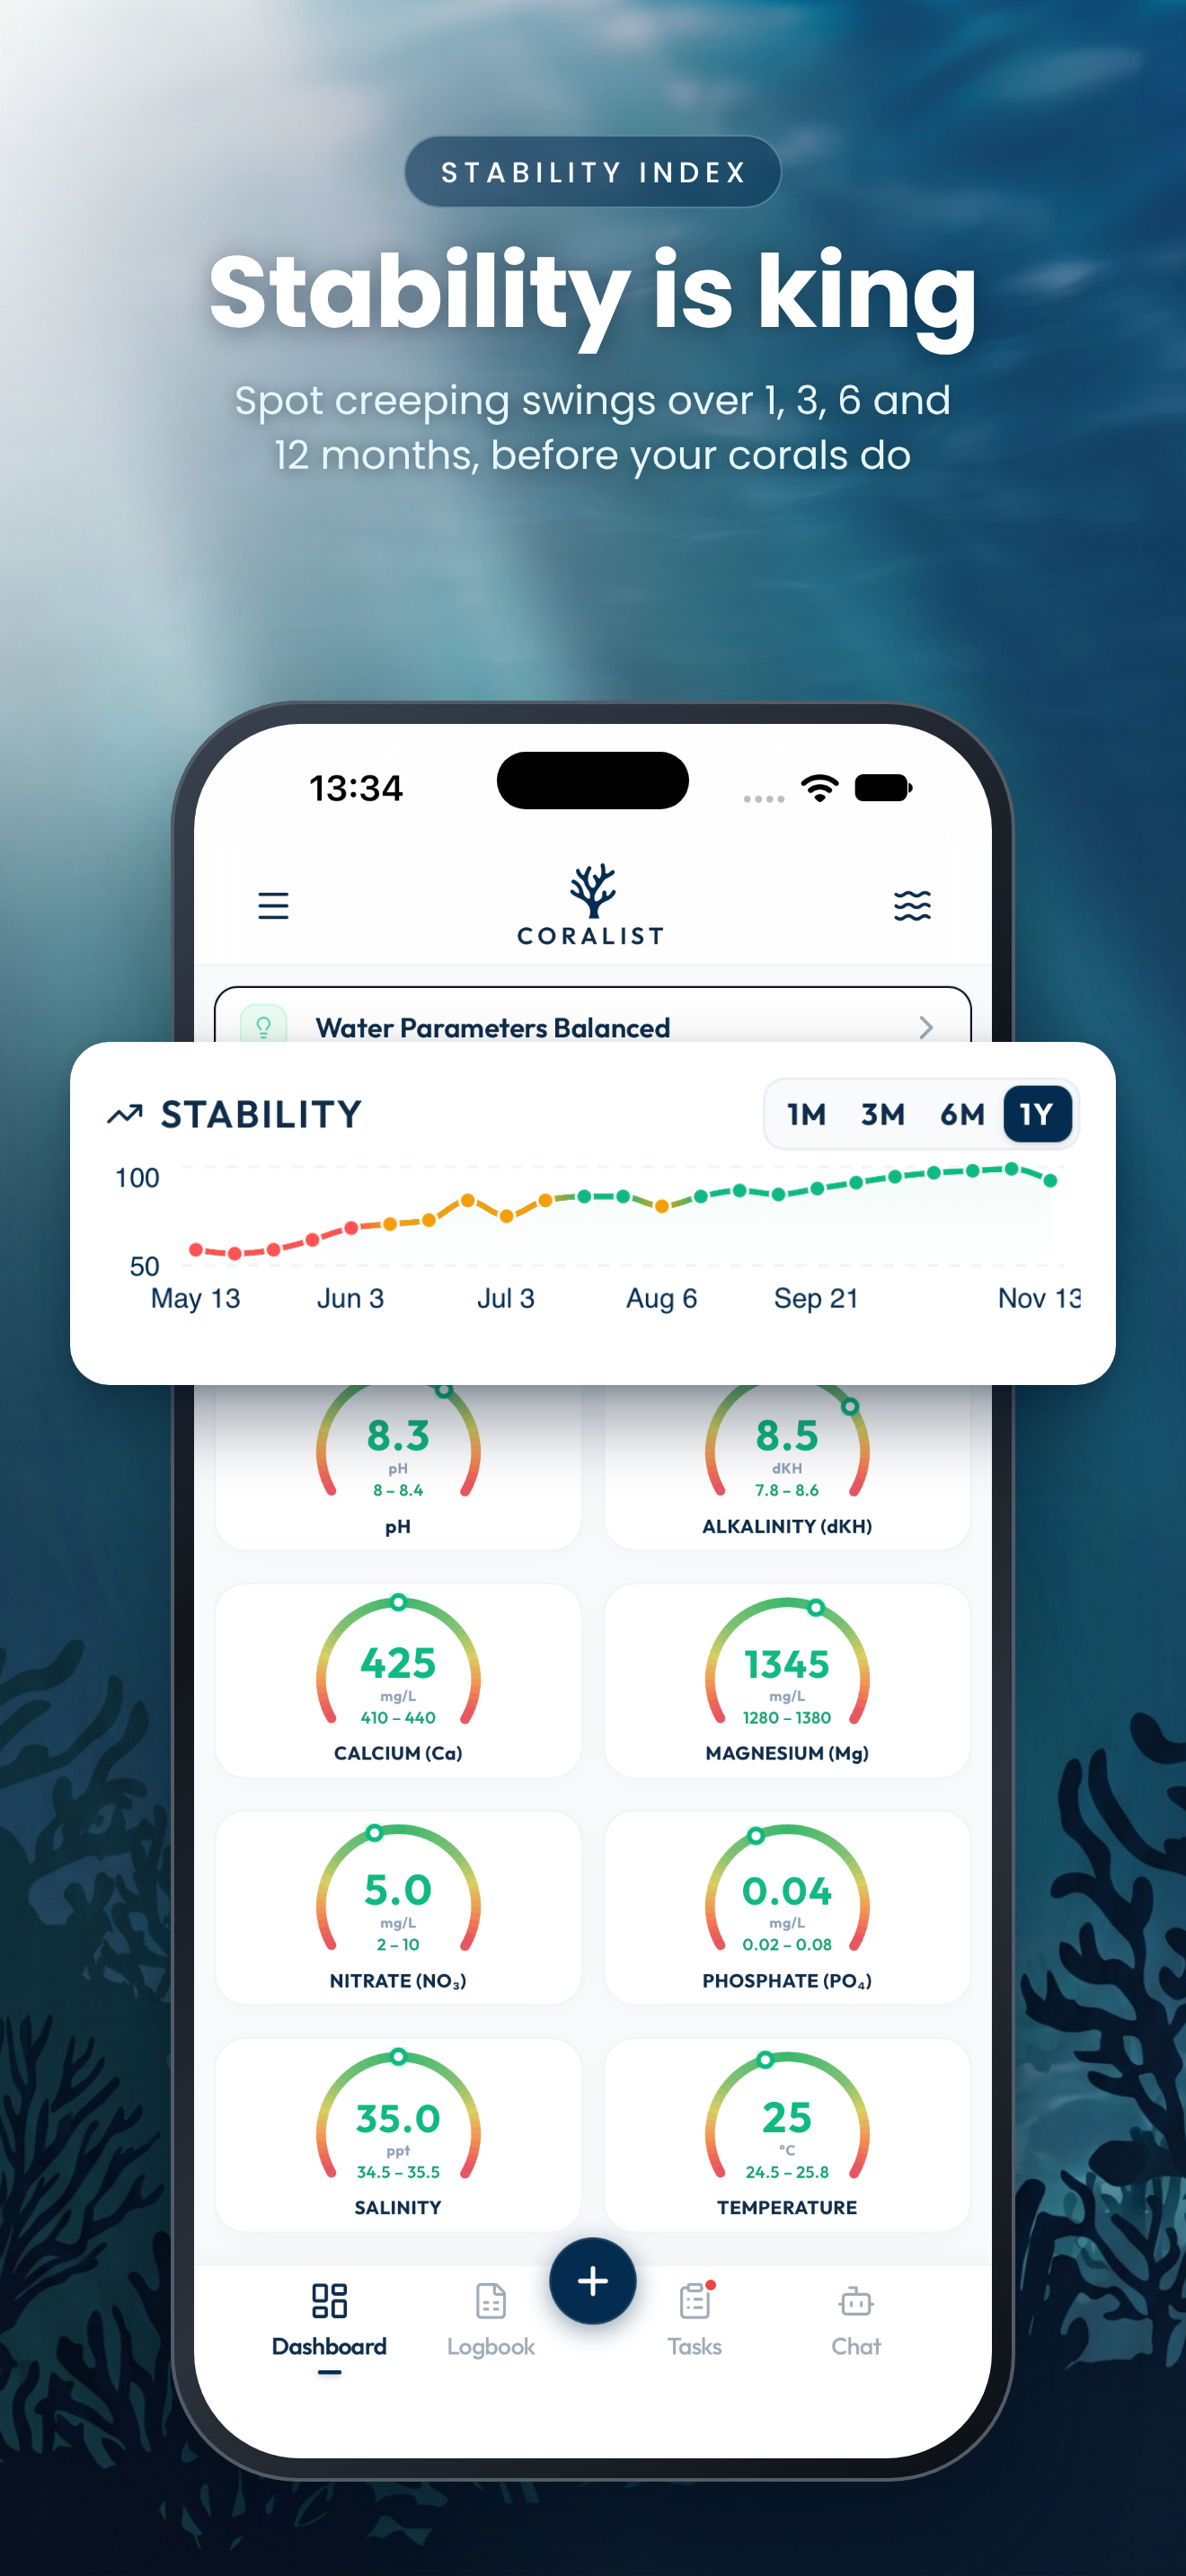 STABILITY INDEX
Stability is king
Spot creeping swings over 1, 3, 6 and
12 months, before your corals do
13:34
CORALIST
Water Parameters Balanced
STABILITY
1M 3M 6M 1Y
100
50
May 13 Jun 3 Jul 3 Aug 6 Sep 21 Nov 13
8.3
pH
8 – 8.4
pH
8.5
dKH
7.8 – 8.6
ALKALINITY (dKH)
425
mg/L
410 – 440
CALCIUM (Ca)
1345
mg/L
1280 – 1380
MAGNESIUM (Mg)
5.0
mg/L
2 – 10
NITRATE (NO₃)
0.04
mg/L
0.02 – 0.08
PHOSPHATE (PO₄)
35.0
ppt
34.5 – 35.5
SALINITY
25
°C
24.5 – 25.8
TEMPERATURE
Dashboard Logbook Tasks Chat